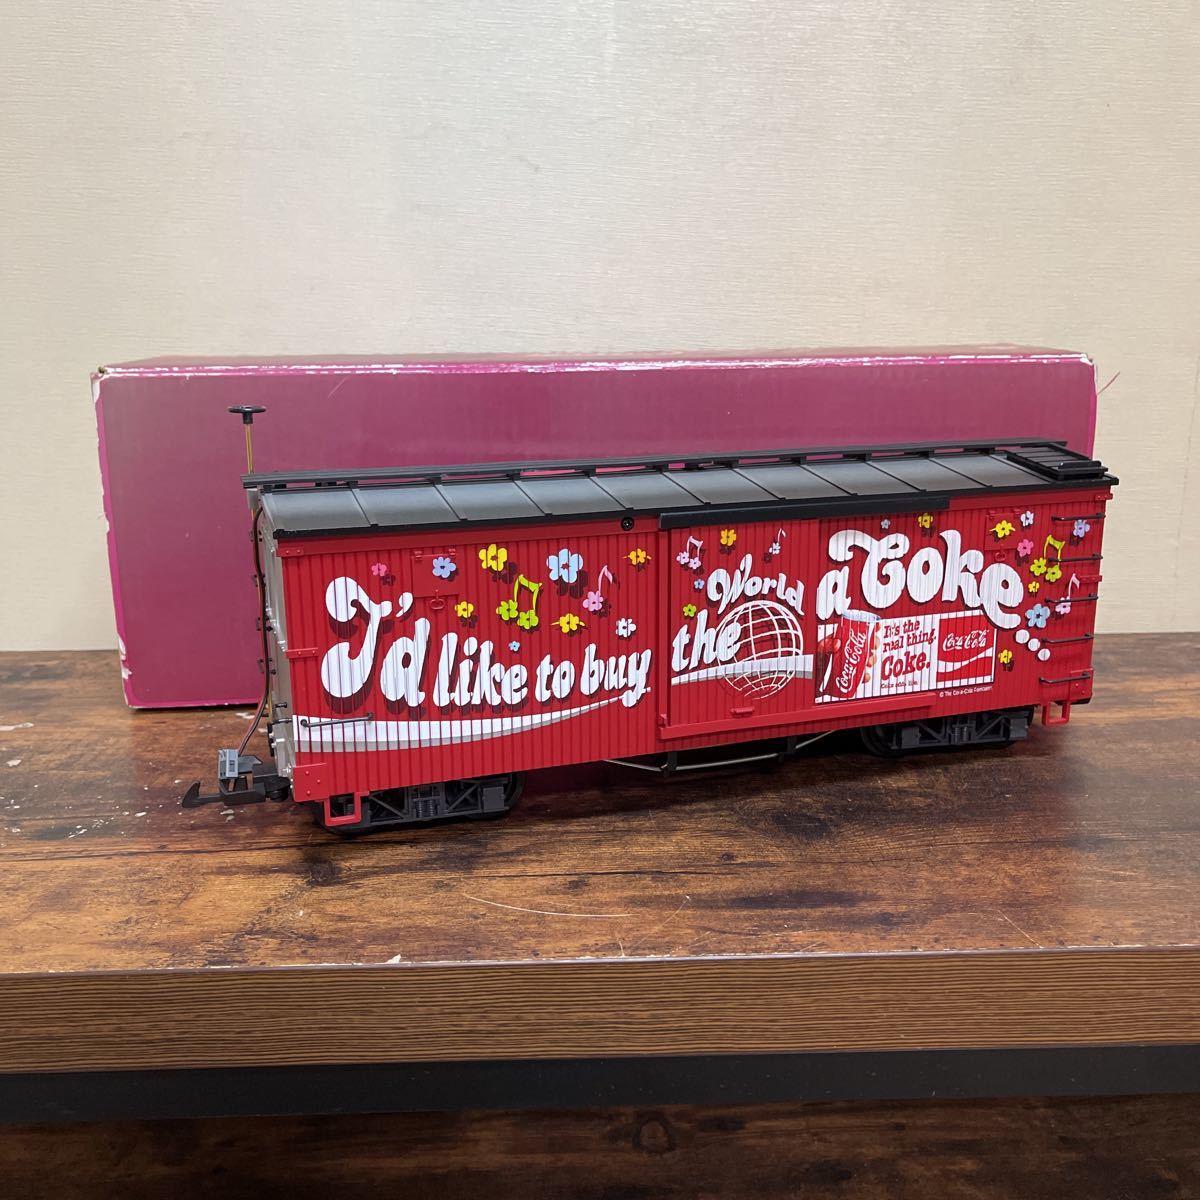 I'd like to buy
the World
a Coke
Coca-Cola
It's the
real thing.
Coke.
Coca-Cola
© The Coca-Cola Company